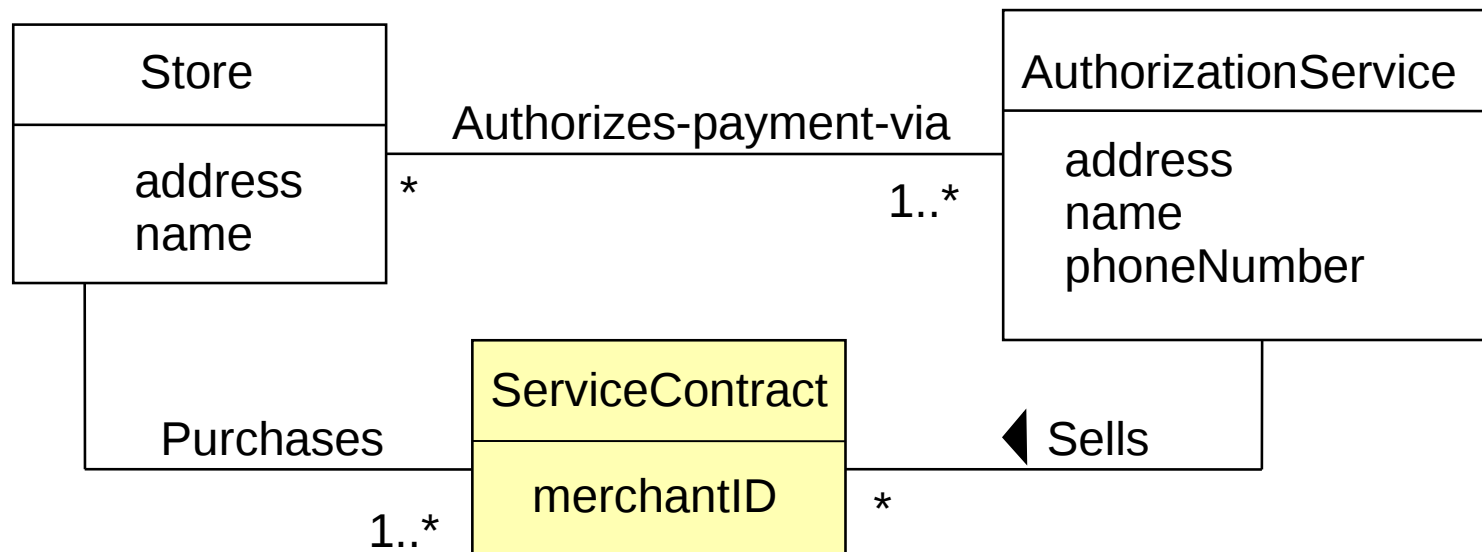 Store
address
name
Authorizes-payment-via
*
1..*
AuthorizationService
address
name
phoneNumber
Purchases
1..*
ServiceContract
merchantID
Sells
*